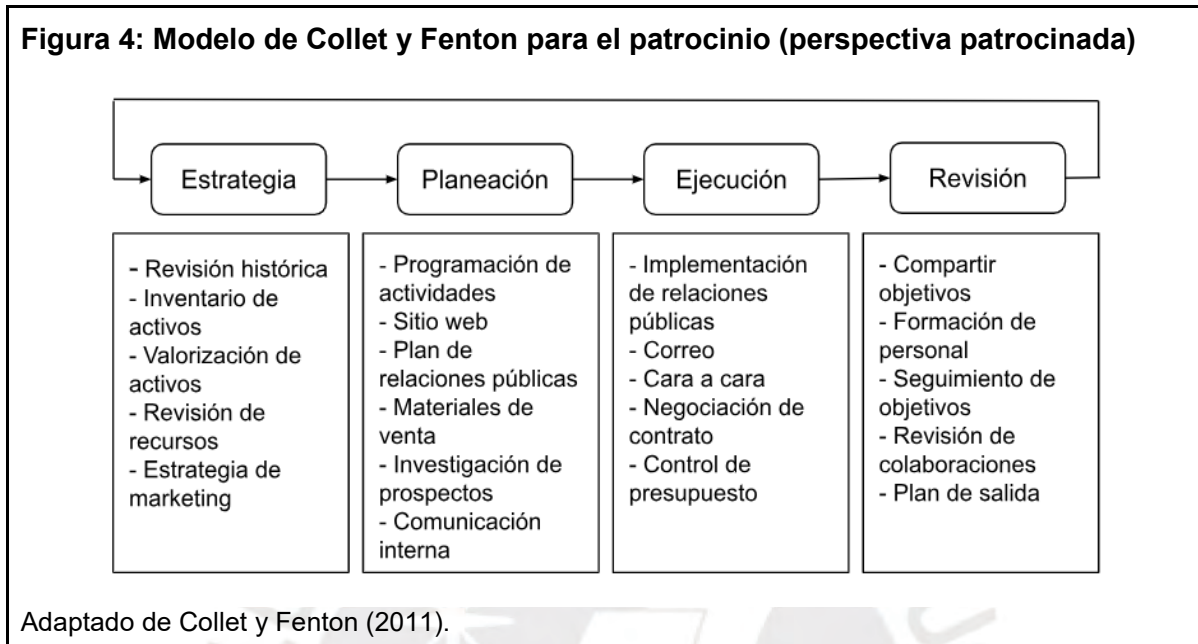 Figura 4: Modelo de Collet y Fenton para el patrocinio (perspectiva patrocinada)
Estrategia
Planeación
Ejecución
Revisión
- Revisión histórica
- Inventario de
activos
- Valorización de
activos
- Revisión de
recursos
- Estrategia de
marketing
- Programación de
actividades
- Sitio web
- Plan de
relaciones públicas
- Materiales de
venta
- Investigación de
prospectos
- Comunicación
interna
- Implementación
de relaciones
públicas
- Correo
- Cara a cara
- Negociación de
contrato
- Control de
presupuesto
- Compartir
objetivos
- Formación de
personal
- Seguimiento de
objetivos
- Revisión de
colaboraciones
- Plan de salida
Adaptado de Collet y Fenton (2011).